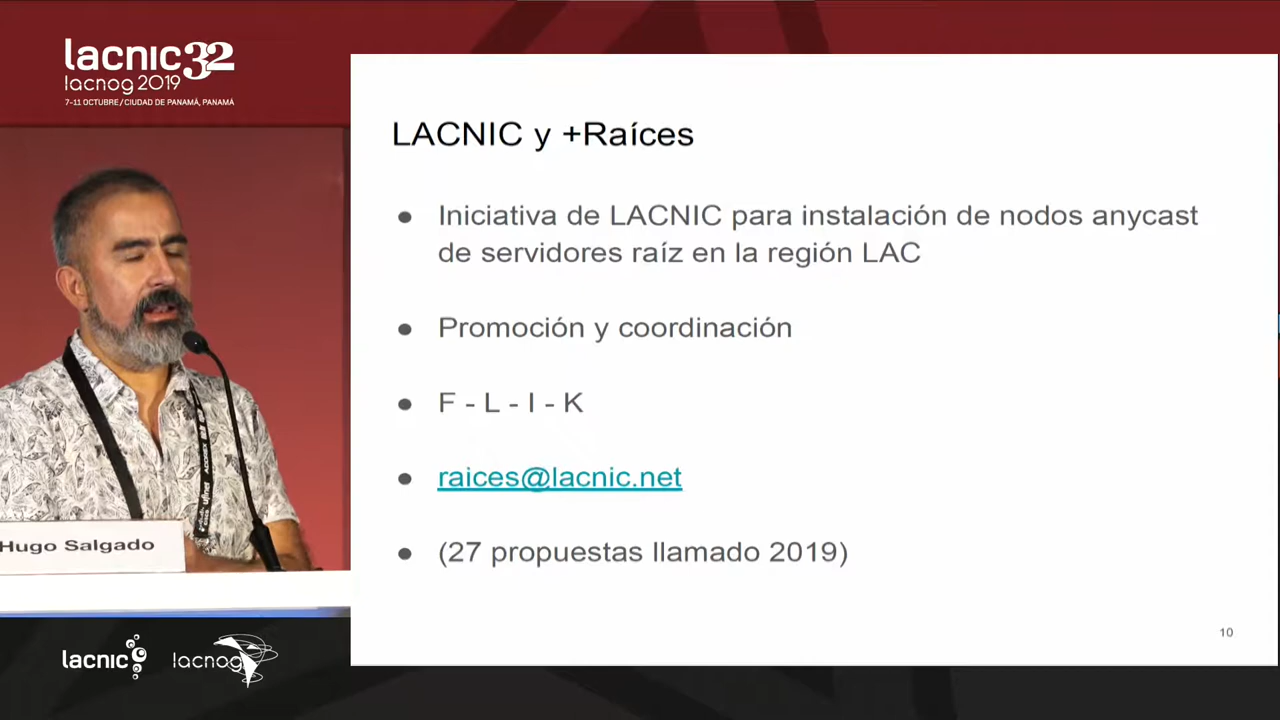 lacnic32
lacnog 2019
7-11 OCTUBRE / CIUDAD DE PANAMÁ, PANAMÁ
LACNIC y +Raíces
● Iniciativa de LACNIC para instalación de nodos anycast
de servidores raíz en la región LAC
● Promoción y coordinación
● F - L - I - K
● raices@lacnic.net
● (27 propuestas llamado 2019)
10
Hugo Salgado
lacnic
lacnog